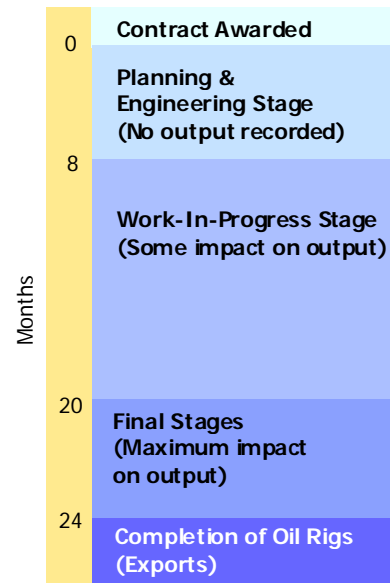 Contract Awarded
0
Planning &
Engineering Stage
(No output recorded)
8
Work-In-Progress Stage
(Some impact on output)
Months
20
Final Stages
(Maximum impact
on output)
24
Completion of Oil Rigs
(Exports)